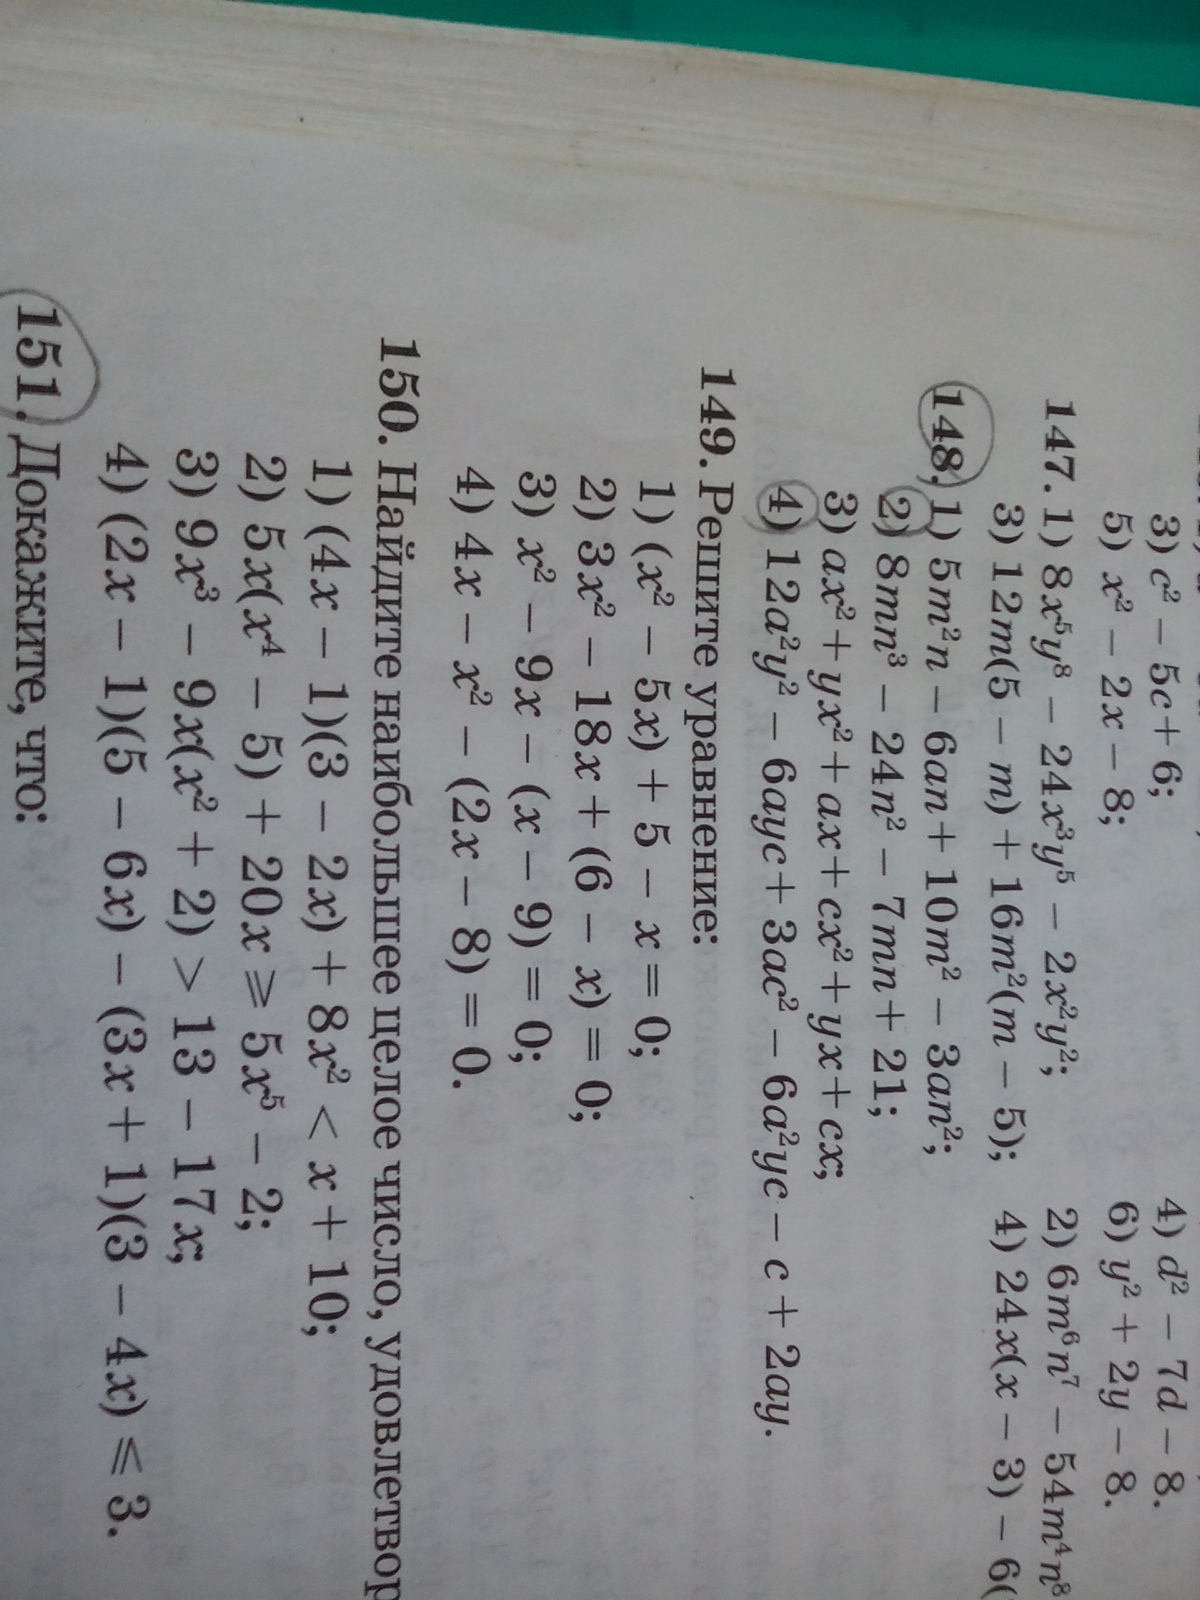 3) c² − 5c + 6; 4) d² − 7d − 8.
5) x² − 2x − 8; 6) y² + 2y − 8.
147. 1) 8x⁵y⁸ − 24x³y⁵ − 2x²y²; 2) 6m⁶n⁷ − 54m⁴n⁸
3) 12m(5 − m) + 16m²(m − 5); 4) 24x(x − 3) − 6(
148. 1) 5m²n − 6an + 10m² − 3an²;
2) 8mn³ − 24n² − 7mn + 21;
3) ax² + yx² + ax + cx² + yx + cx;
4) 12a²y² − 6ayc + 3ac² − 6a²yc − c + 2ay.
149. Решите уравнение:
1) (x² − 5x) + 5 − x = 0;
2) 3x² − 18x + (6 − x) = 0;
3) x² − 9x − (x − 9) = 0;
4) 4x − x² − (2x − 8) = 0.
150. Найдите наибольшее целое число, удовлетвор
1) (4x − 1)(3 − 2x) + 8x² < x + 10;
2) 5x(x⁴ − 5) + 20x ⩾ 5x⁵ − 2;
3) 9x³ − 9x(x² + 2) > 13 − 17x;
4) (2x − 1)(5 − 6x) − (3x + 1)(3 − 4x) ⩽ 3.
151. Докажите, что: